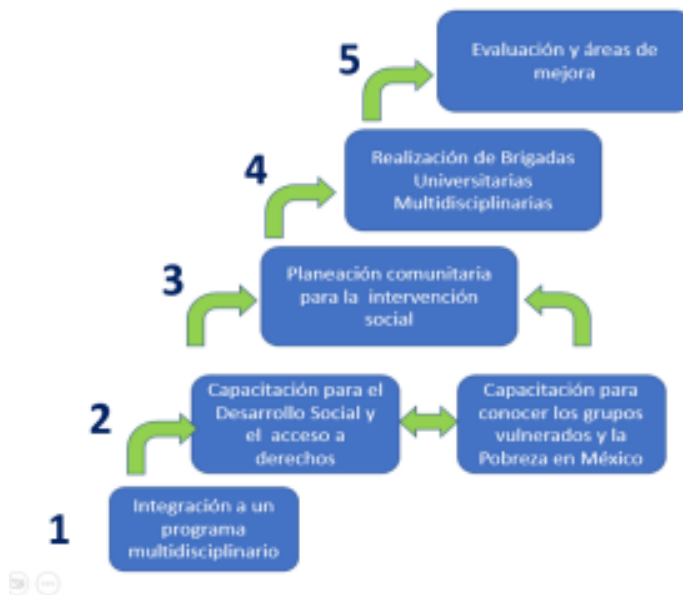 5
Evaluación y áreas de
mejora
4
Realización de Brigadas
Universitarias
Multidisciplinarias
3
Planeación comunitaria
para la intervención
social
2
Capacitación para el
Desarrollo Social y
el acceso a
derechos
Capacitación para
conocer los grupos
vulnerados y la
Pobreza en México
1
Integración a un
programa
multidisciplinario